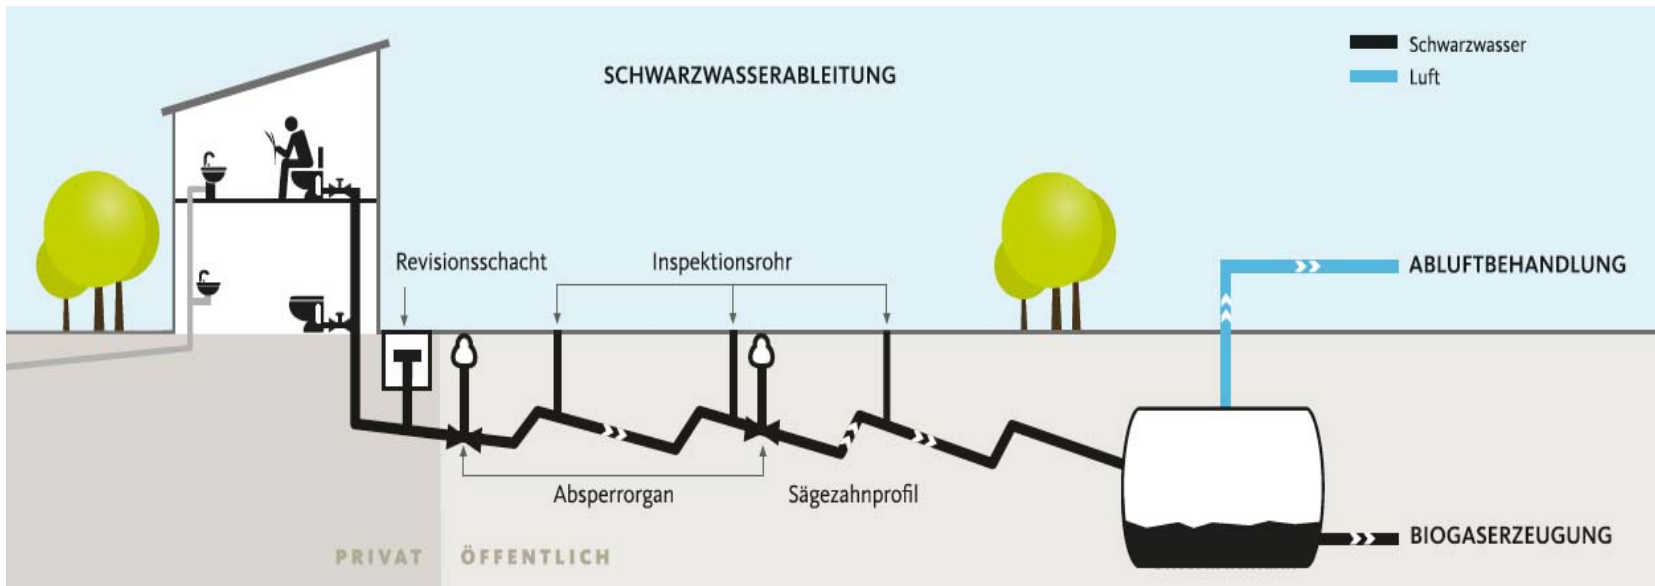 SCHWARZWASSERABLEITUNG
Schwarzwasser
Luft
Revisionsschacht
Inspektionsrohr
ABLUFTBEHANDLUNG
Absperrorgan
Sägezahnprofil
BIOGASERZEUGUNG
PRIVAT ÖFFENTLICH